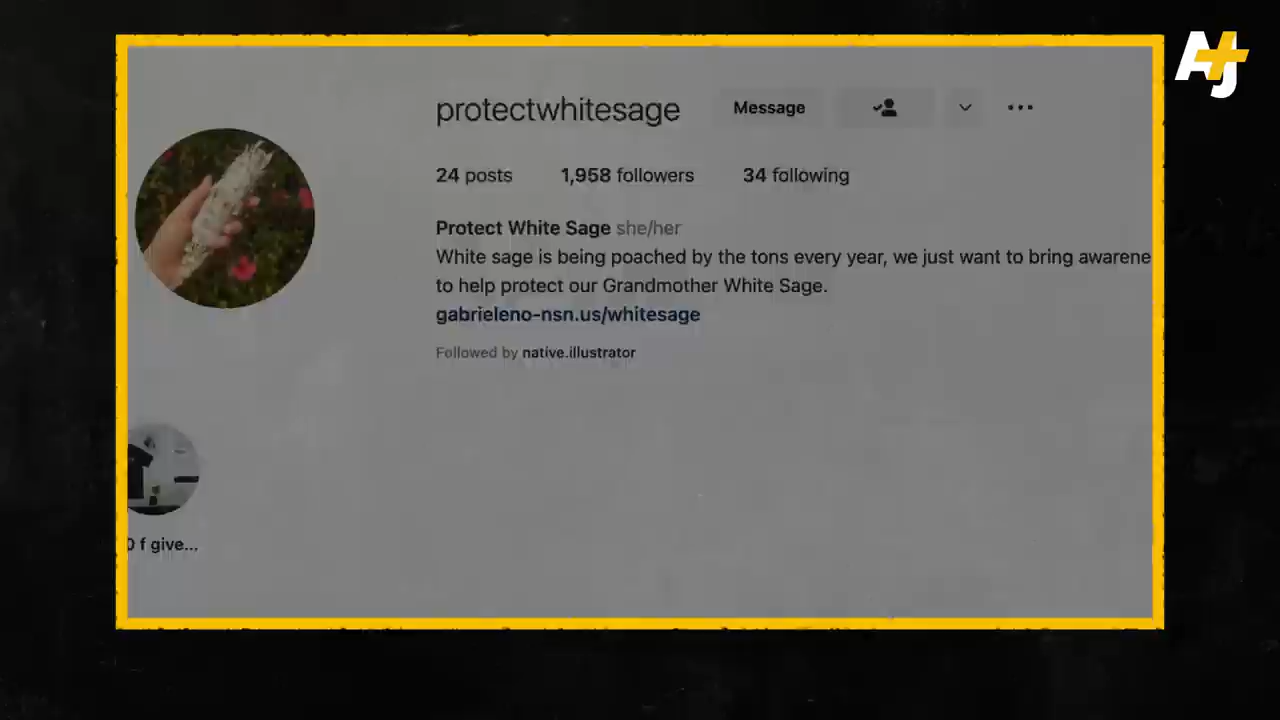 AJ+
protectwhitesage Message
24 posts 1,958 followers 34 following
Protect White Sage she/her
White sage is being poached by the tons every year, we just want to bring awarene
to help protect our Grandmother White Sage.
gabrieleno-nsn.us/whitesage
Followed by native.illustrator
f give...